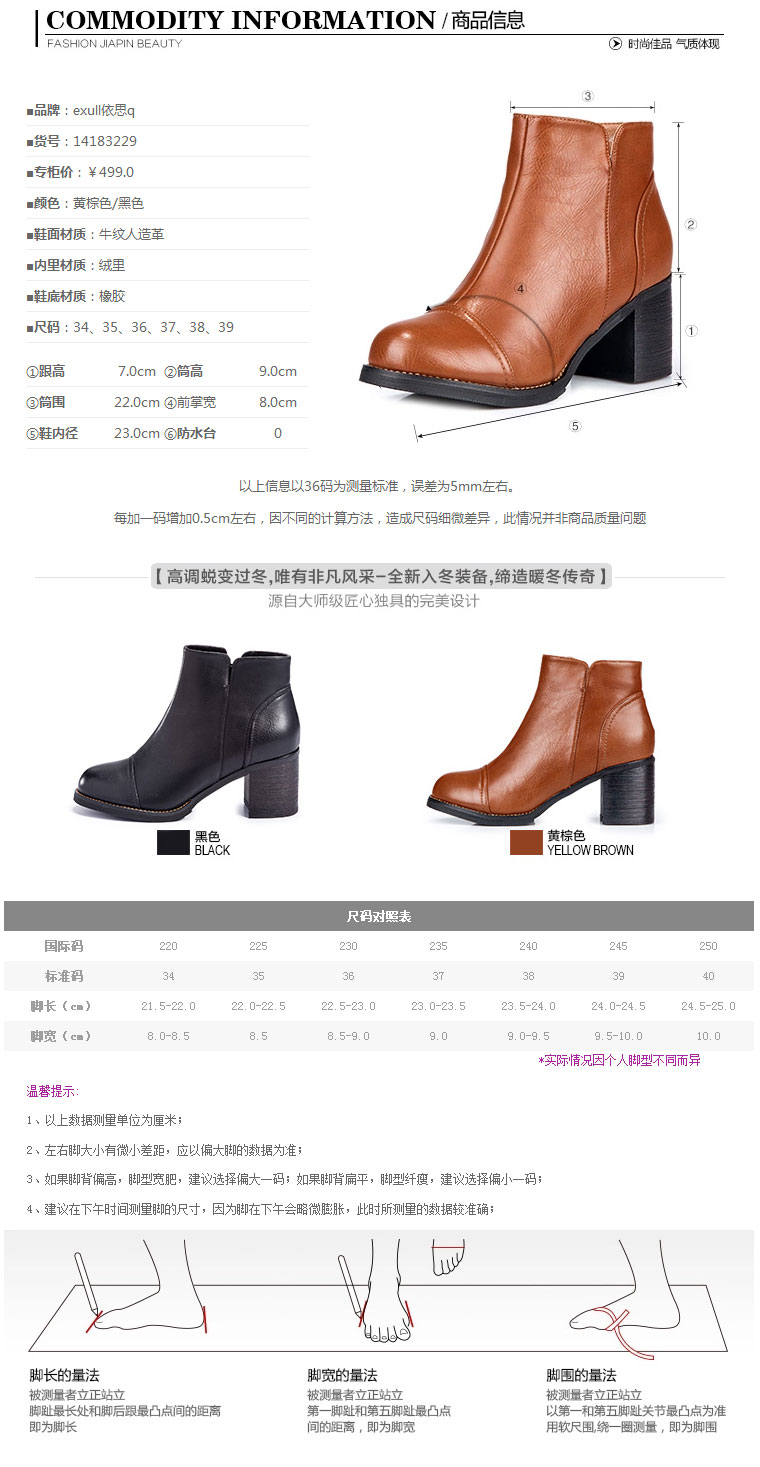 COMMODITY INFORMATION / 商品信息
FASHION JIAPIN BEAUTY
时尚佳品 气质体现
■品牌：exull依思q
■货号：14183229
■专柜价：￥499.0
■颜色：黄棕色/黑色
■鞋面材质：牛纹人造革
■内里材质：绒里
■鞋底材质：橡胶
■尺码：34、35、36、37、38、39
①跟高 7.0cm ②筒高 9.0cm
③筒围 22.0cm ④前掌宽 8.0cm
⑤鞋内径 23.0cm ⑥防水台 0
③
②
④
①
⑤
以上信息以36码为测量标准，误差为5mm左右。
每加一码增加0.5cm左右，因不同的计算方法，造成尺码细微差异，此情况并非商品质量问题
【高调蜕变过冬,唯有非凡风采-全新入冬装备,缔造暖冬传奇】
源自大师级匠心独具的完美设计
黑色
BLACK
黄棕色
YELLOW BROWN
尺码对照表
国际码 220 225 230 235 240 245 250
标准码 34 35 36 37 38 39 40
脚长（cm） 21.5-22.0 22.0-22.5 22.5-23.0 23.0-23.5 23.5-24.0 24.0-24.5 24.5-25.0
脚宽（cm） 8.0-8.5 8.5 8.5-9.0 9.0 9.0-9.5 9.5-10.0 10.0
*实际情况因个人脚型不同而异
温馨提示:
1、以上数据测量单位为厘米；
2、左右脚大小有微小差距，应以偏大脚的数据为准；
3、如果脚背偏高，脚型宽肥，建议选择偏大一码；如果脚背扁平，脚型纤瘦，建议选择偏小一码；
4、建议在下午时间测量脚的尺寸，因为脚在下午会略微膨胀，此时所测量的数据较准确；
脚长的量法
被测量者立正站立
脚趾最长处和脚后跟最凸点间的距离
即为脚长
脚宽的量法
被测量者立正站立
第一脚趾和第五脚趾最凸点
间的距离，即为脚宽
脚围的量法
被测量者立正站立
以第一和第五脚趾关节最凸点为准
用软尺围,绕一圈测量，即为脚围